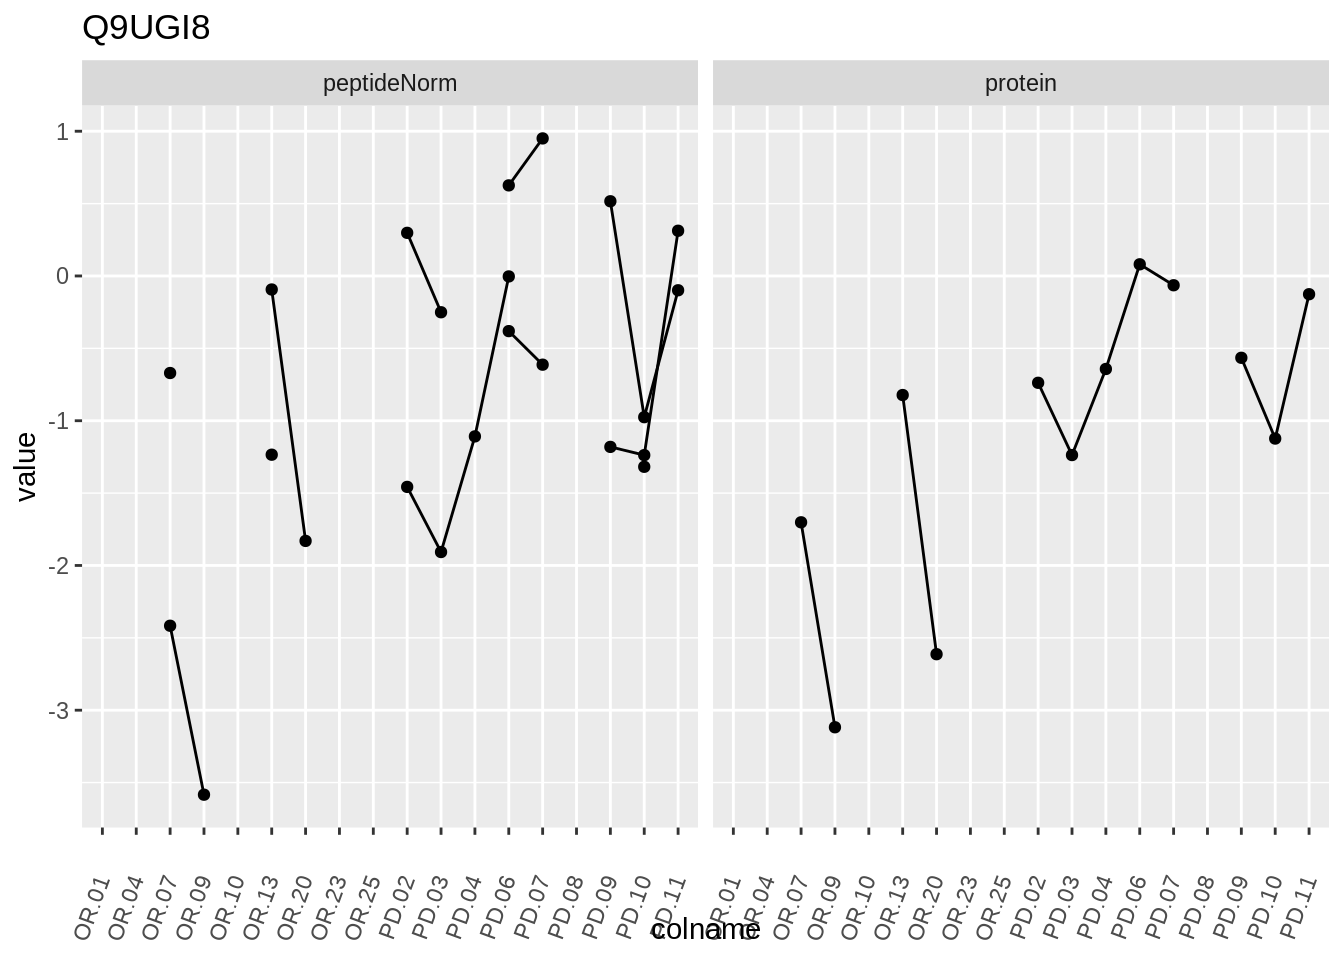 Q9UGI8
peptideNorm protein
1
0
-1
-2
-3
value
OR.01 OR.04 OR.07 OR.09 OR.10 OR.13 OR.20 OR.23 OR.25 PD.02 PD.03 PD.04 PD.06 PD.07 PD.08 PD.09 PD.10 PD.11 OR.01 OR.04 OR.07 OR.09 OR.10 OR.13 OR.20 OR.23 OR.25 PD.02 PD.03 PD.04 PD.06 PD.07 PD.08 PD.09 PD.10 PD.11
colname